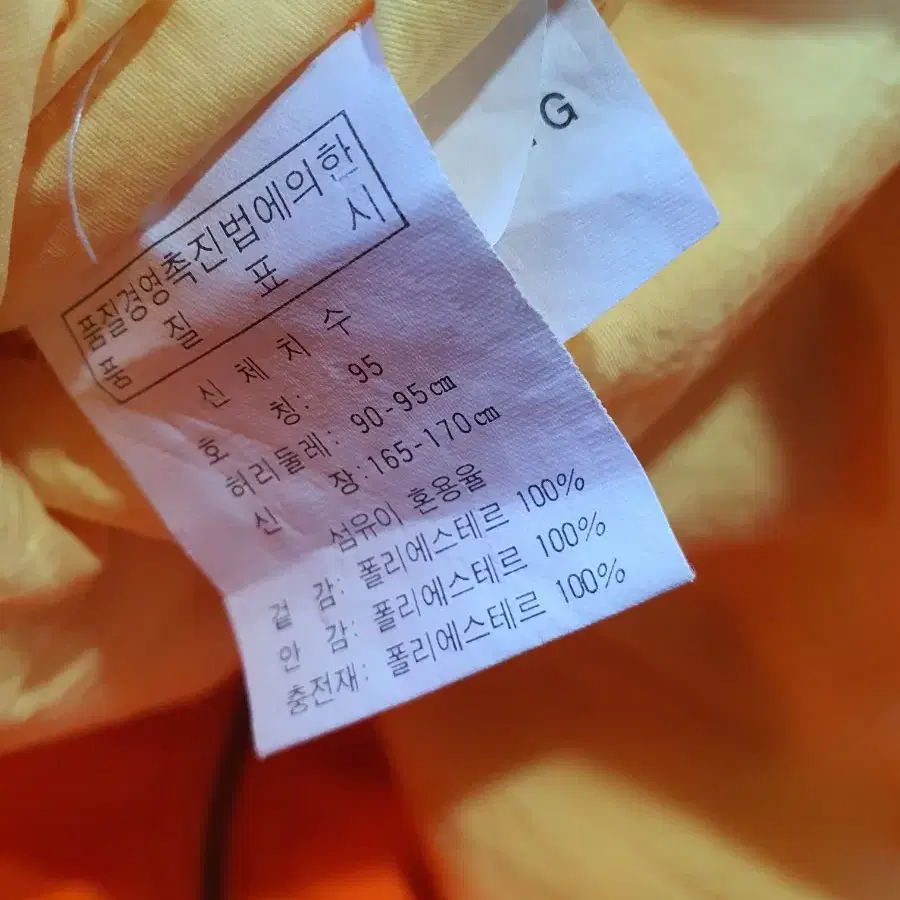 품질경영촉진법에의한
품 질 표 시
신 체 치 수
호 칭: 95
허리둘레: 90-95㎝
신 장:165-170㎝
섬유이 혼용율
겉 감: 폴리에스테르 100%
안 감: 폴리에스테르 100%
충전재: 폴리에스테르 100%
G